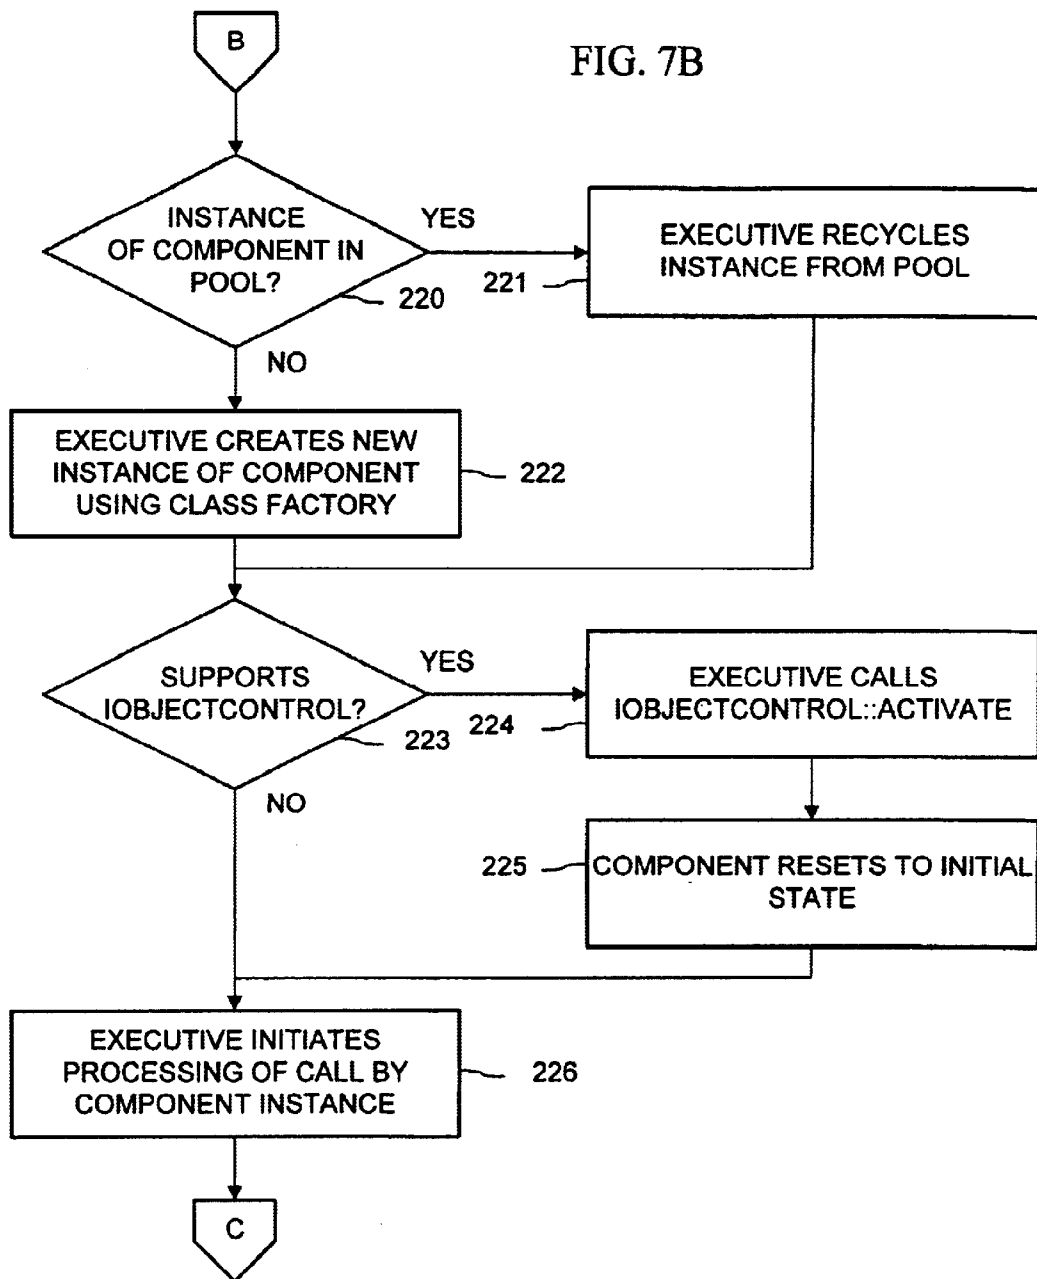 B
FIG. 7B
INSTANCE
OF COMPONENT IN
POOL?
YES
220
NO
EXECUTIVE RECYCLES
INSTANCE FROM POOL
221
EXECUTIVE CREATES NEW
INSTANCE OF COMPONENT
USING CLASS FACTORY
222
SUPPORTS
IOBJECTCONTROL?
YES
223
NO
EXECUTIVE CALLS
IOBJECTCONTROL::ACTIVATE
224
225
COMPONENT RESETS TO INITIAL
STATE
EXECUTIVE INITIATES
PROCESSING OF CALL BY
COMPONENT INSTANCE
226
C